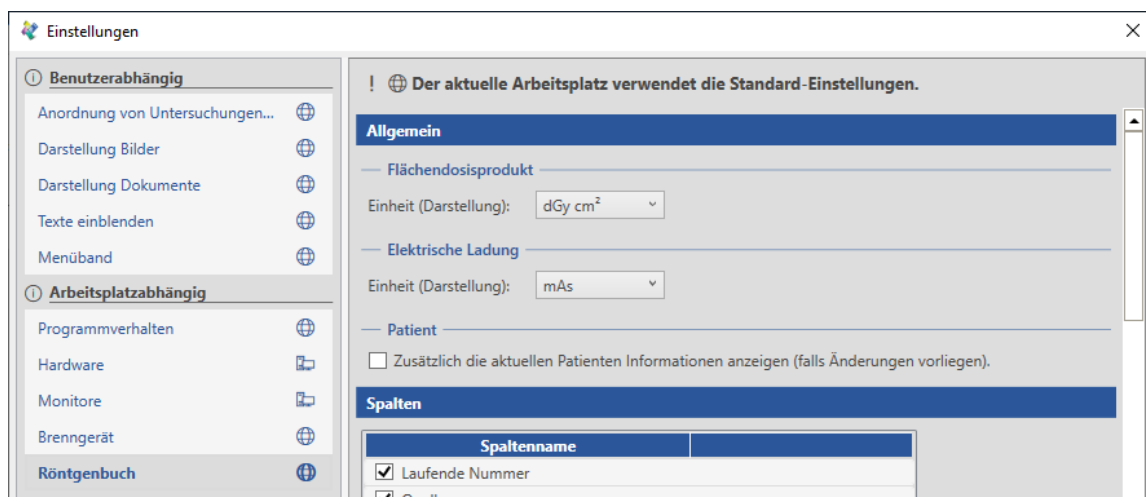 Einstellungen
Benutzerabhängig
Anordnung von Untersuchungen...
Darstellung Bilder
Darstellung Dokumente
Texte einblenden
Menüband
Arbeitsplatzabhängig
Programmverhalten
Hardware
Monitore
Brenngerät
Röntgenbuch
! Der aktuelle Arbeitsplatz verwendet die Standard-Einstellungen.
Allgemein
Flächendosisprodukt
Einheit (Darstellung): dGy cm²
Elektrische Ladung
Einheit (Darstellung): mAs
Patient
Zusätzlich die aktuellen Patienten Informationen anzeigen (falls Änderungen vorliegen).
Spalten
Spaltenname
Laufende Nummer